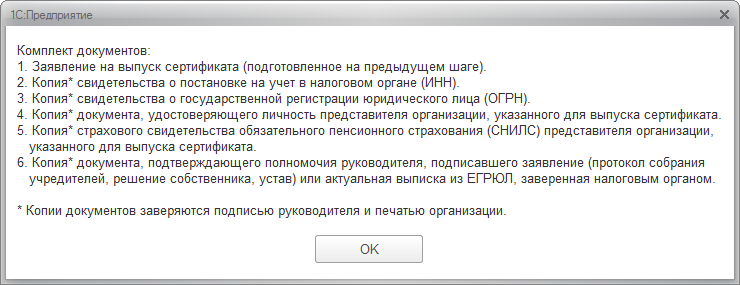 1С:Предприятие
Комплект документов:
1. Заявление на выпуск сертификата (подготовленное на предыдущем шаге).
2. Копия* свидетельства о постановке на учет в налоговом органе (ИНН).
3. Копия* свидетельства о государственной регистрации юридического лица (ОГРН).
4. Копия* документа, удостоверяющего личность представителя организации, указанного для выпуска сертификата.
5. Копия* страхового свидетельства обязательного пенсионного страхования (СНИЛС) представителя организации,
указанного для выпуска сертификата.
6. Копия* документа, подтверждающего полномочия руководителя, подписавшего заявление (протокол собрания
учредителей, решение собственника, устав) или актуальная выписка из ЕГРЮЛ, заверенная налоговым органом.
* Копии документов заверяются подписью руководителя и печатью организации.
OK